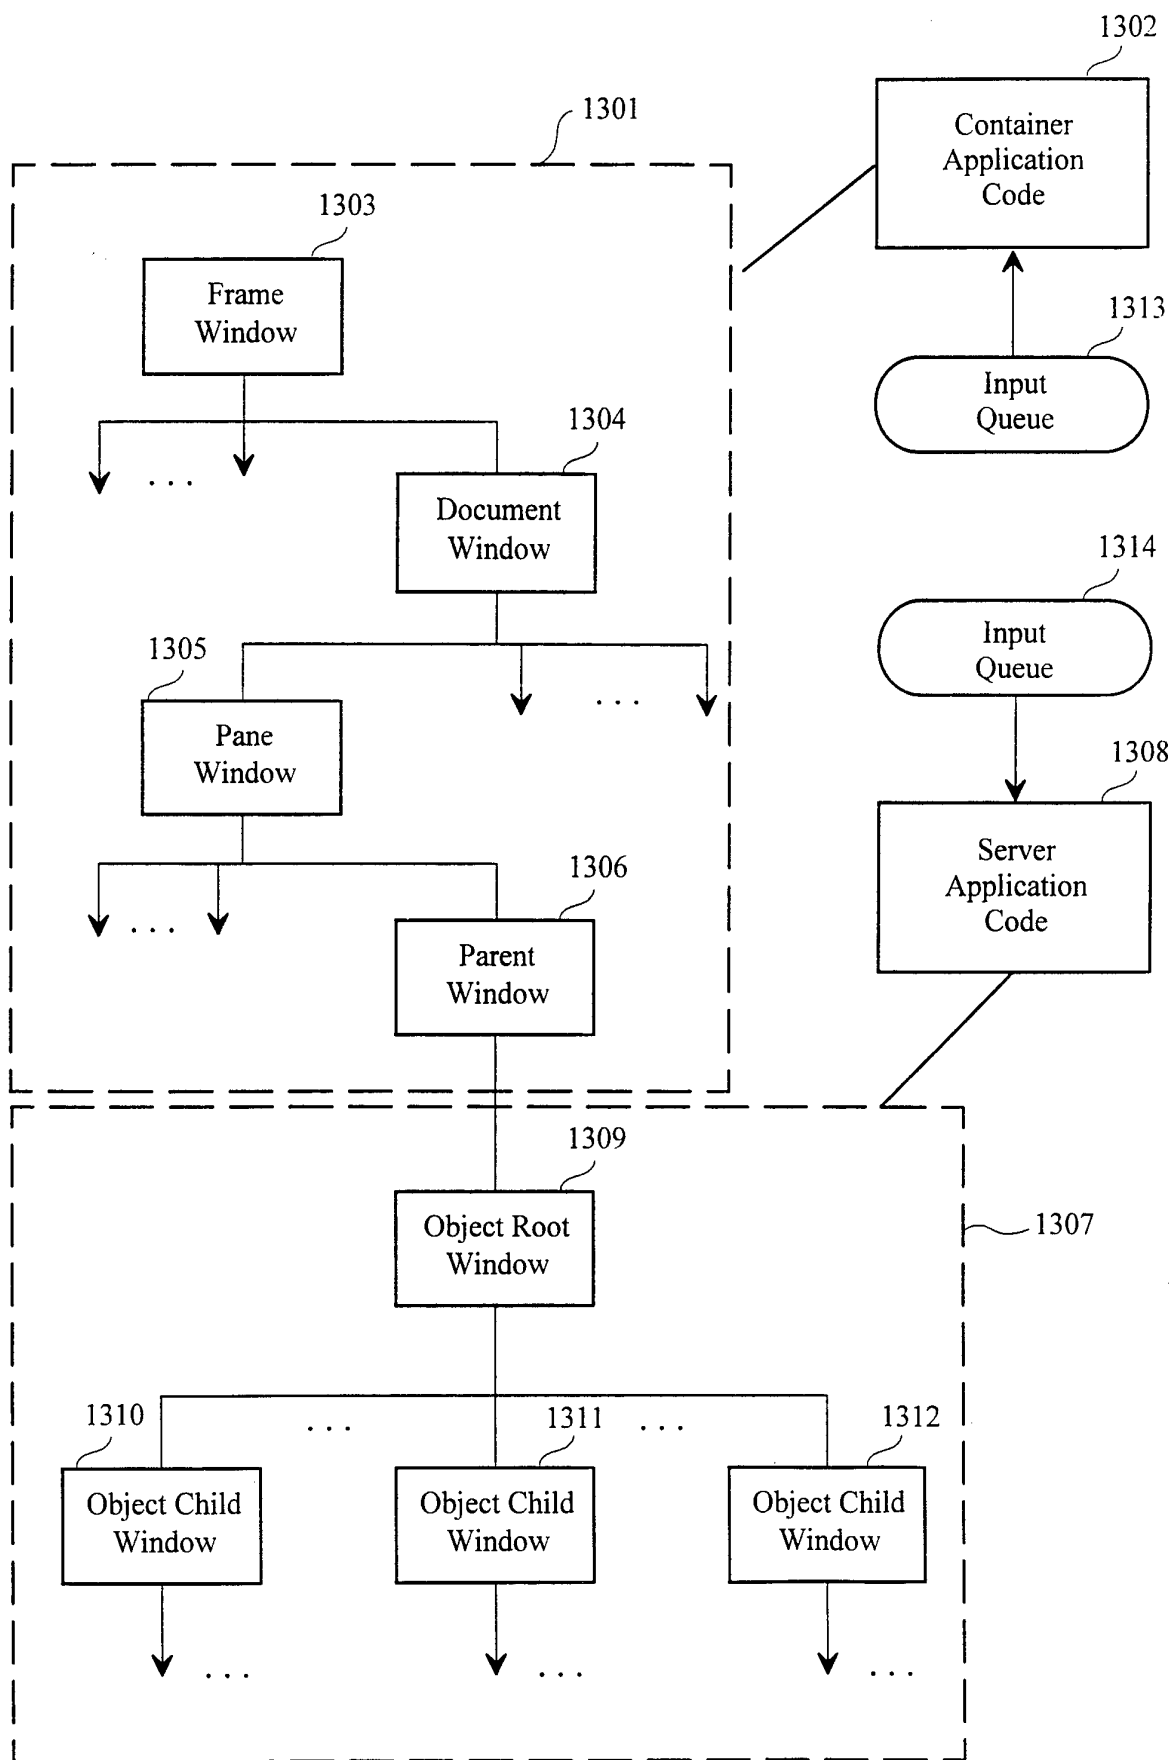 1302
1301
Container
Application
Code
1303
Frame
Window
1313
Input
Queue
1304
. . .
Document
Window
1314
Input
Queue
1305
. . .
Pane
Window
1308
Server
Application
Code
1306
. . .
Parent
Window
1309
Object Root
Window
1307
1310
. . .
1311
. . .
1312
Object Child
Window
Object Child
Window
Object Child
Window
. . .
. . .
. . .